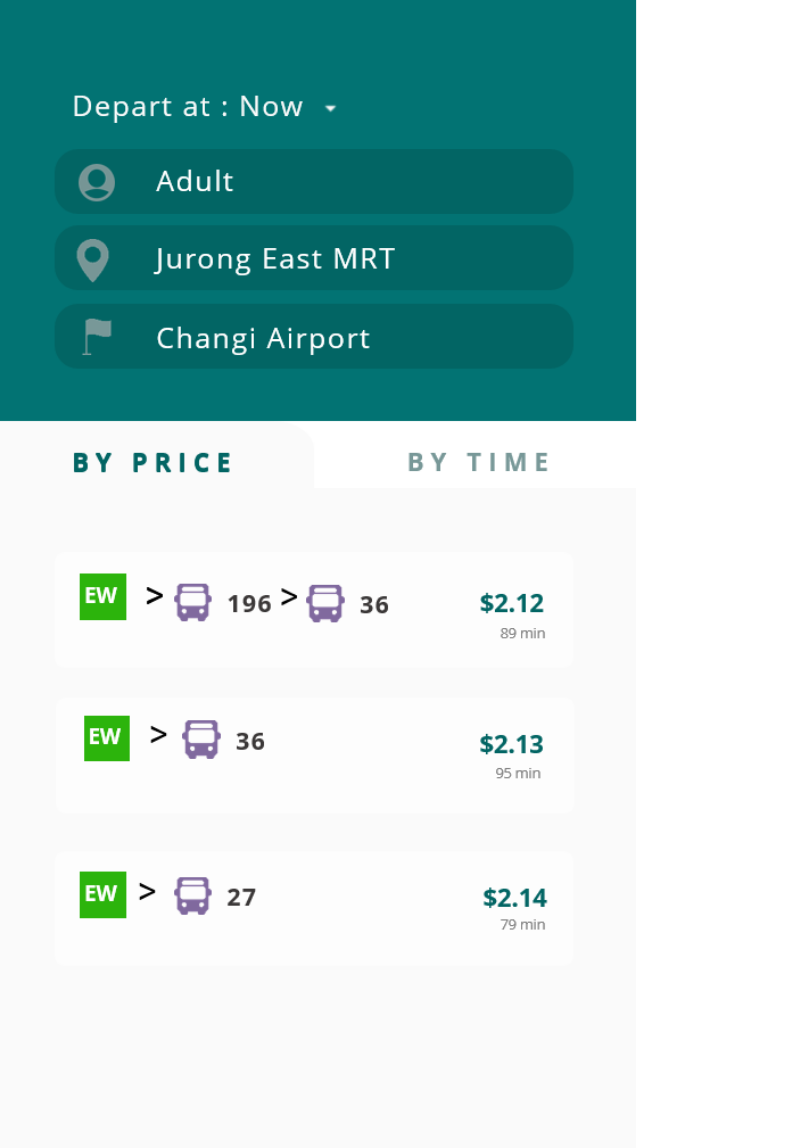 Depart at : Now
Adult
Jurong East MRT
Changi Airport
BY PRICE BY TIME
EW > 196 > 36 $2.12
89 min
EW > 36 $2.13
95 min
EW > 27 $2.14
79 min